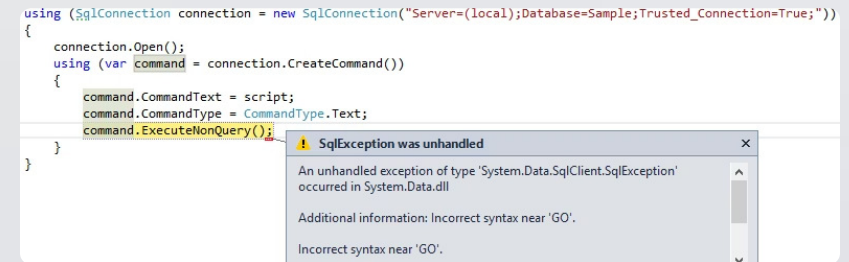 using (SqlConnection connection = new SqlConnection("Server=(local);Database=Sample;Trusted_Connection=True;"))
{
connection.Open();
using (var command = connection.CreateCommand())
{
command.CommandText = script;
command.CommandType = CommandType.Text;
command.ExecuteNonQuery();
}
}
SqlException was unhandled
An unhandled exception of type 'System.Data.SqlClient.SqlException'
occurred in System.Data.dll
Additional information: Incorrect syntax near 'GO'.
Incorrect syntax near 'GO'.